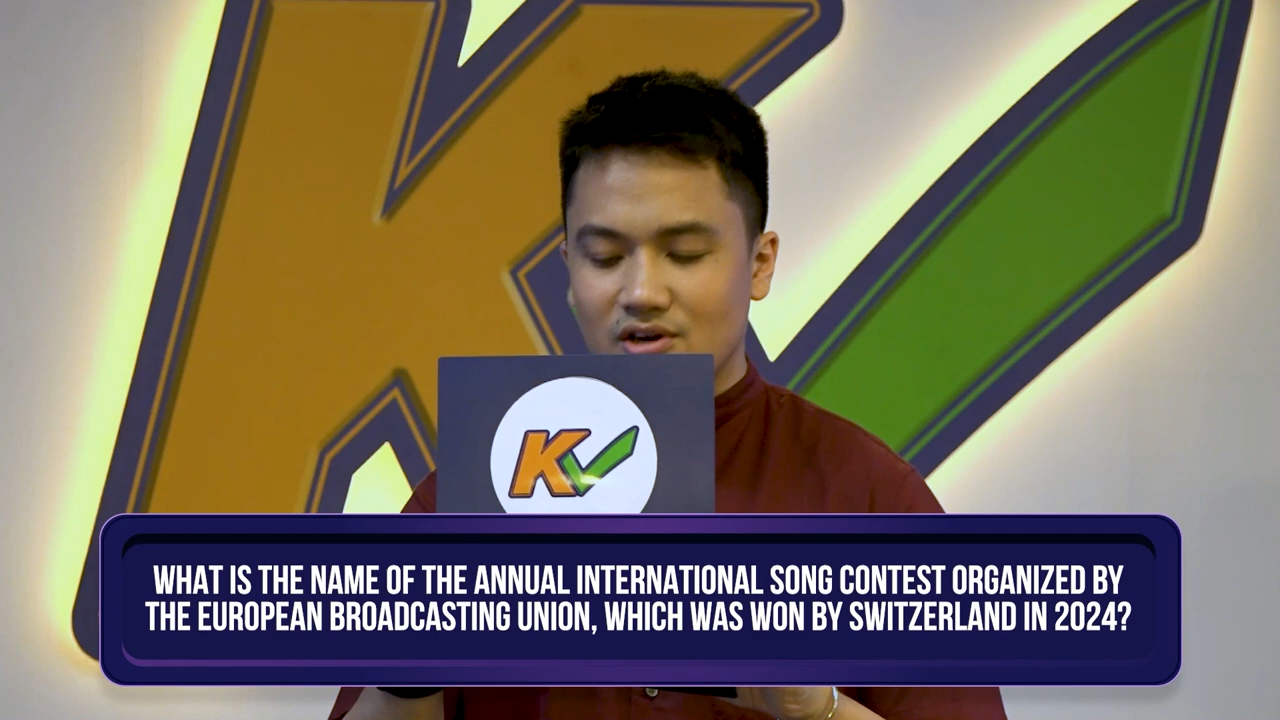 K
K
WHAT IS THE NAME OF THE ANNUAL INTERNATIONAL SONG CONTEST ORGANIZED BY
THE EUROPEAN BROADCASTING UNION, WHICH WAS WON BY SWITZERLAND IN 2024?